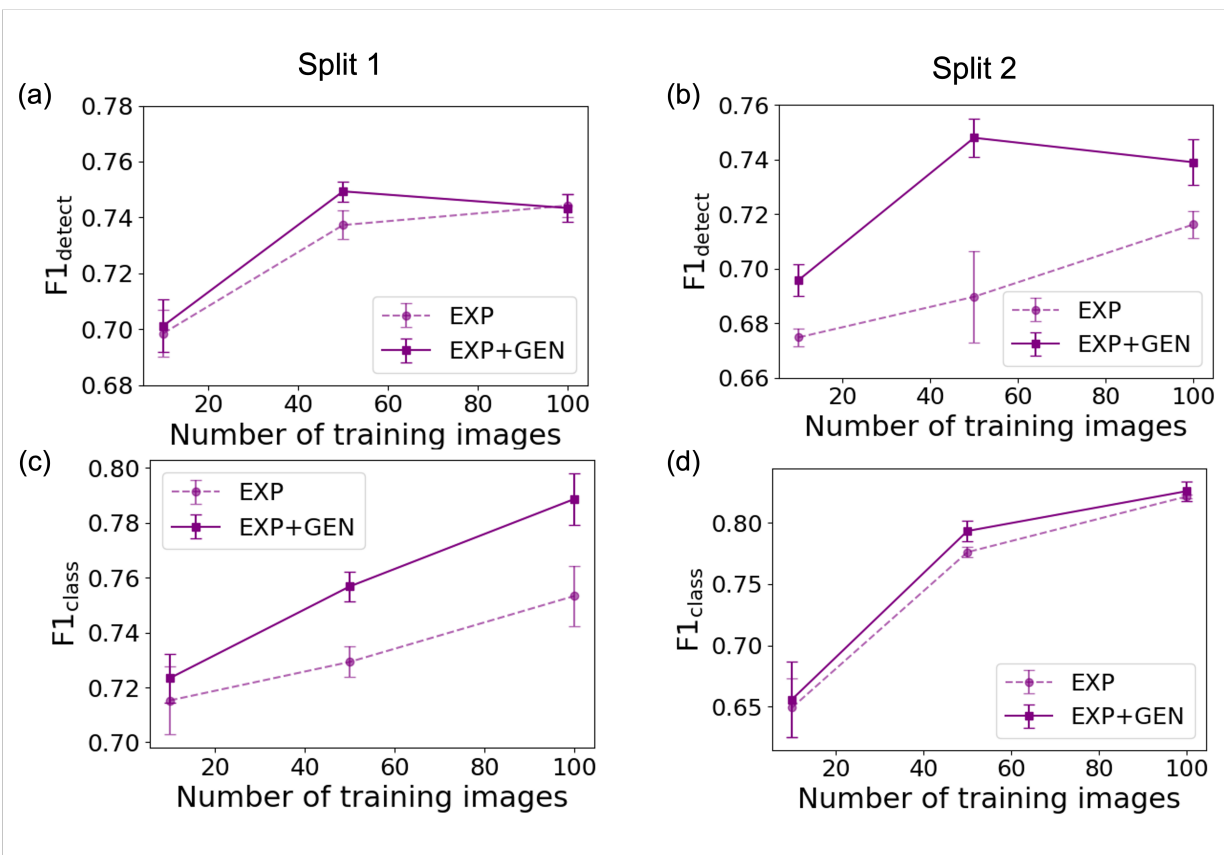 Split 1
Split 2
(a)
0.78
0.76
0.74
0.72
0.70
0.68
F1detect
EXP
EXP+GEN
20 40 60 80 100
Number of training images
(b)
0.76
0.74
0.72
0.70
0.68
0.66
F1detect
EXP
EXP+GEN
20 40 60 80 100
Number of training images
(c)
0.80
0.78
0.76
0.74
0.72
0.70
F1class
EXP
EXP+GEN
20 40 60 80 100
Number of training images
(d)
0.80
0.75
0.70
0.65
F1class
EXP
EXP+GEN
20 40 60 80 100
Number of training images